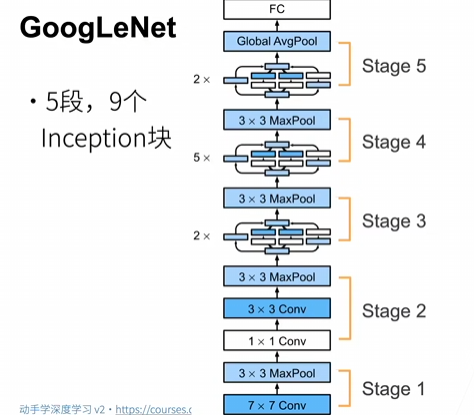 GoogLeNet
• 5段，9个
Inception块
FC
Global AvgPool
2 ×
Stage 5
3 × 3 MaxPool
5 ×
Stage 4
3 × 3 MaxPool
2 ×
Stage 3
3 × 3 MaxPool
3 × 3 Conv
Stage 2
1 × 1 Conv
3 × 3 MaxPool
Stage 1
7 × 7 Conv
动手学深度学习 v2 • https://courses.c